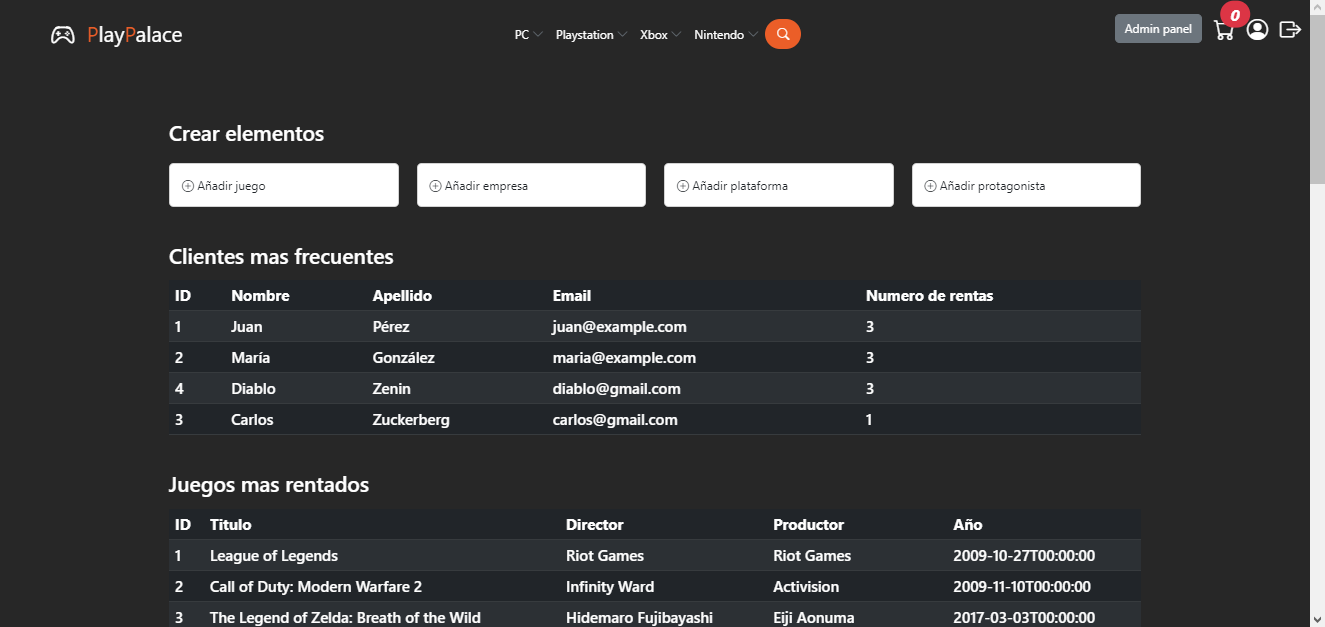 PlayPalace PC Playstation Xbox Nintendo Admin panel 0
Crear elementos
Añadir juego Añadir empresa Añadir plataforma Añadir protagonista
Clientes mas frecuentes
ID Nombre Apellido Email Numero de rentas
1 Juan Pérez juan@example.com 3
2 María González maria@example.com 3
4 Diablo Zenin diablo@gmail.com 3
3 Carlos Zuckerberg carlos@gmail.com 1
Juegos mas rentados
ID Titulo Director Productor Año
1 League of Legends Riot Games Riot Games 2009-10-27T00:00:00
2 Call of Duty: Modern Warfare 2 Infinity Ward Activision 2009-11-10T00:00:00
3 The Legend of Zelda: Breath of the Wild Hidemaro Fujibayashi Eiji Aonuma 2017-03-03T00:00:00